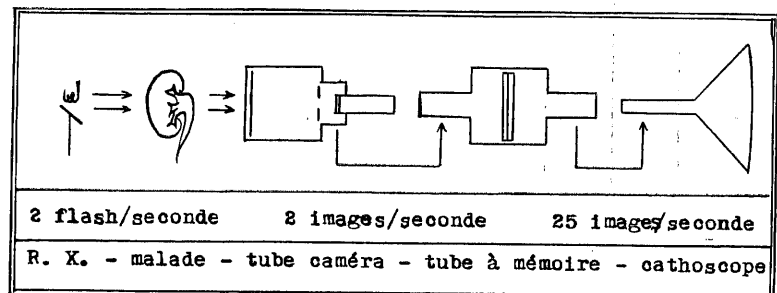 2 flash/seconde 2 images/seconde 25 images/seconde
R. X. - malade - tube caméra - tube à mémoire - cathoscope